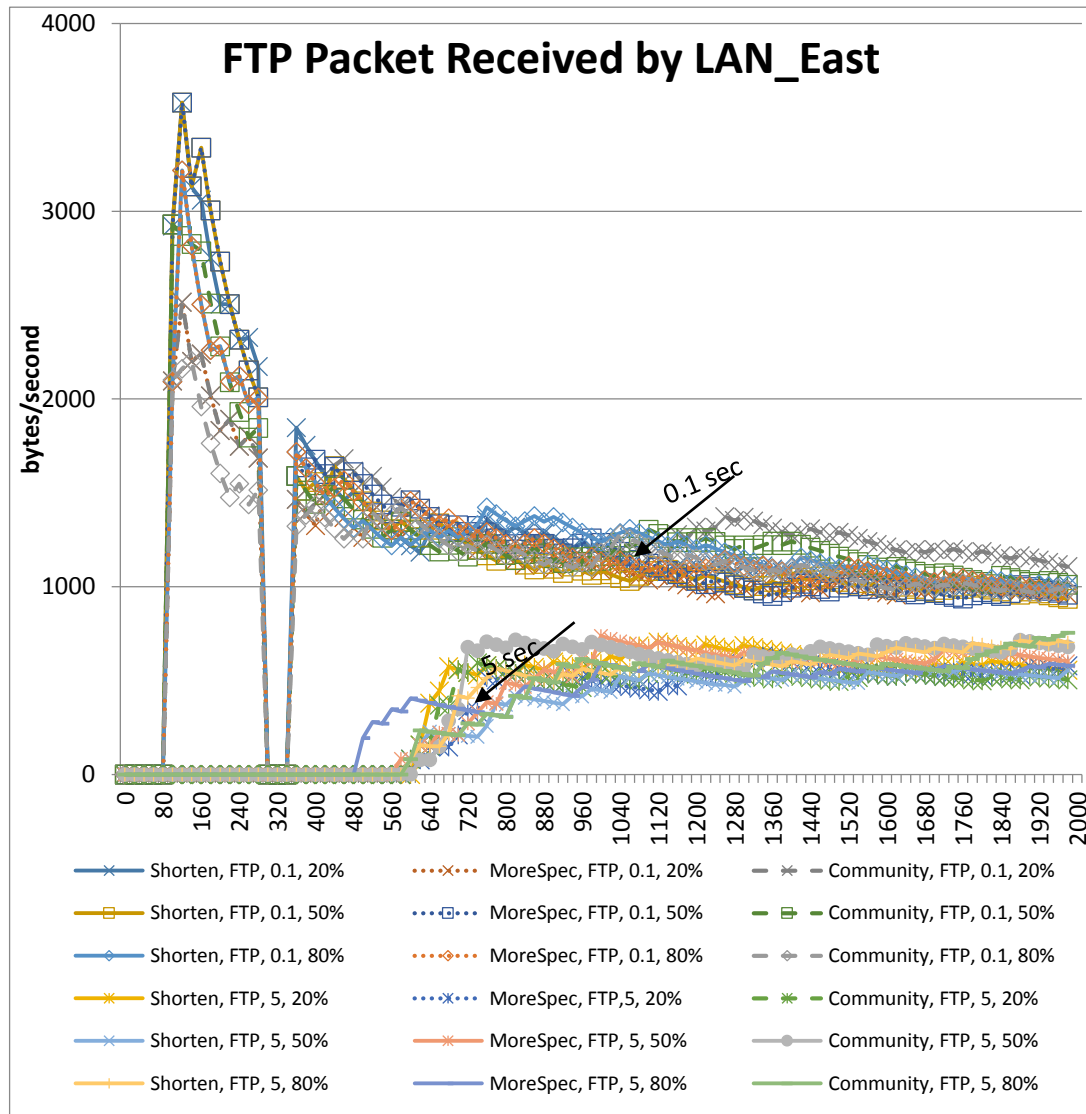 FTP Packet Received by LAN_East
4000
3000
2000
1000
0
bytes/second
0.1 sec
5 sec
0 80 160 240 320 400 480 560 640 720 800 880 960 1040 1120 1200 1280 1360 1440 1520 1600 1680 1760 1840 1920 2000
Shorten, FTP, 0.1, 20% MoreSpec, FTP, 0.1, 20% Community, FTP, 0.1, 20%
Shorten, FTP, 0.1, 50% MoreSpec, FTP, 0.1, 50% Community, FTP, 0.1, 50%
Shorten, FTP, 0.1, 80% MoreSpec, FTP, 0.1, 80% Community, FTP, 0.1, 80%
Shorten, FTP, 5, 20% MoreSpec, FTP,5, 20% Community, FTP, 5, 20%
Shorten, FTP, 5, 50% MoreSpec, FTP, 5, 50% Community, FTP, 5, 50%
Shorten, FTP, 5, 80% MoreSpec, FTP, 5, 80% Community, FTP, 5, 80%